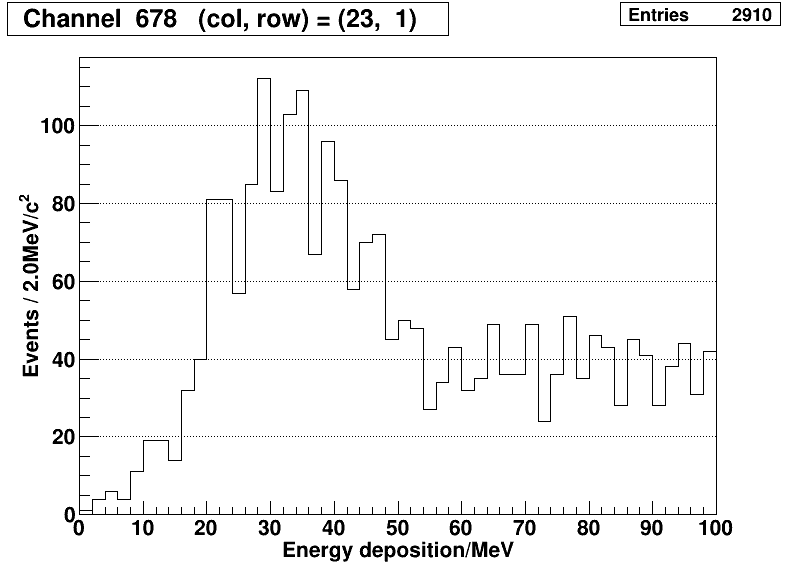 Channel 678 (col, row) = (23, 1)
Entries 2910
Events / 2.0MeV/c²
100
80
60
40
20
0
0 10 20 30 40 50 60 70 80 90 100
Energy deposition/MeV